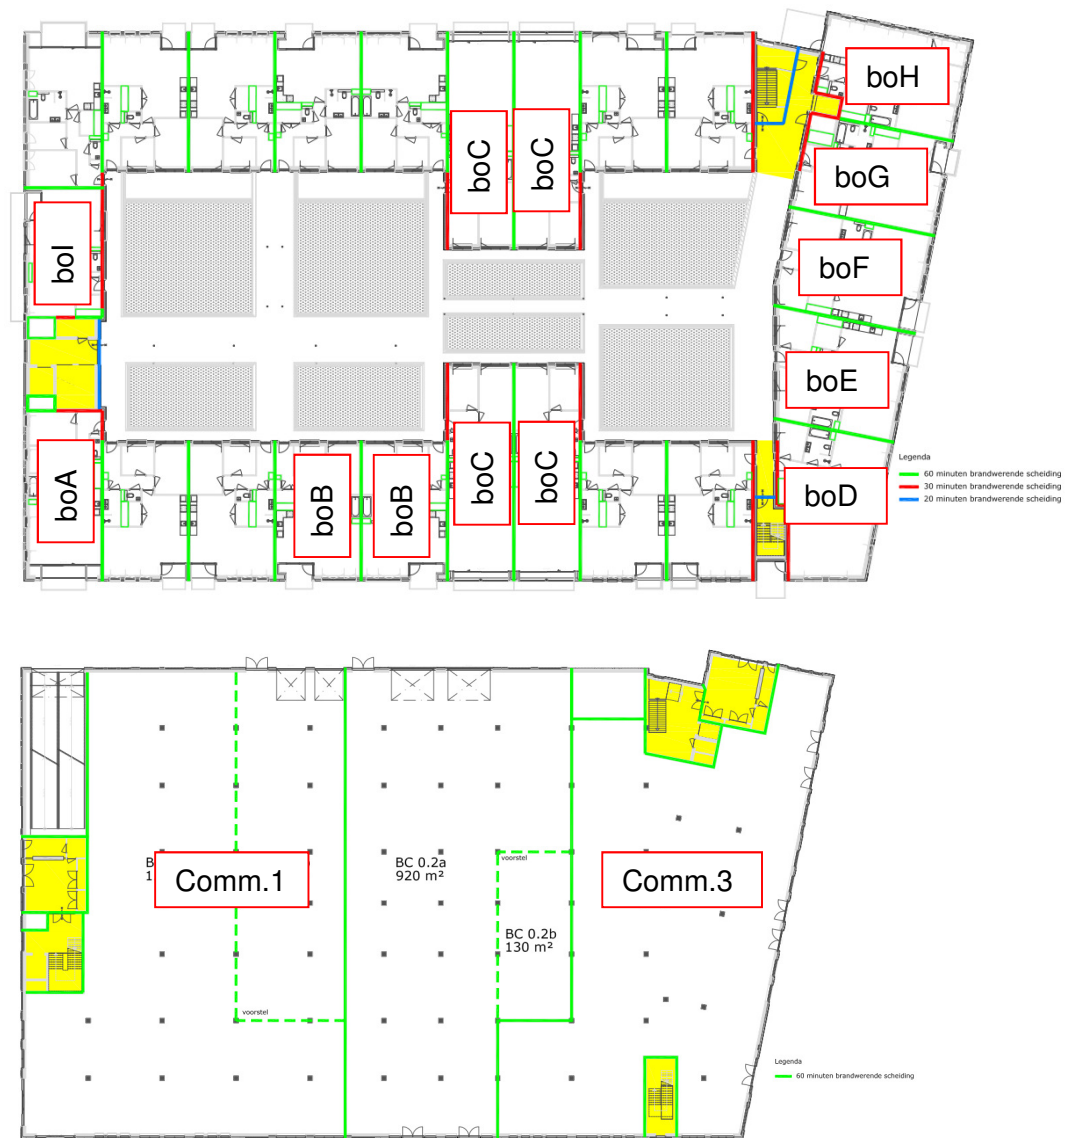 boH
boC
boC
boG
boI
boF
boE
Legenda
60 minuten brandwerende scheiding
30 minuten brandwerende scheiding
20 minuten brandwerende scheiding
boA
boB
boB
boC
boC
boD
B
1
Comm.1
BC 0.2a
920 m²
voorstel
Comm.3
BC 0.2b
130 m²
voorstel
Legenda
60 minuten brandwerende scheiding